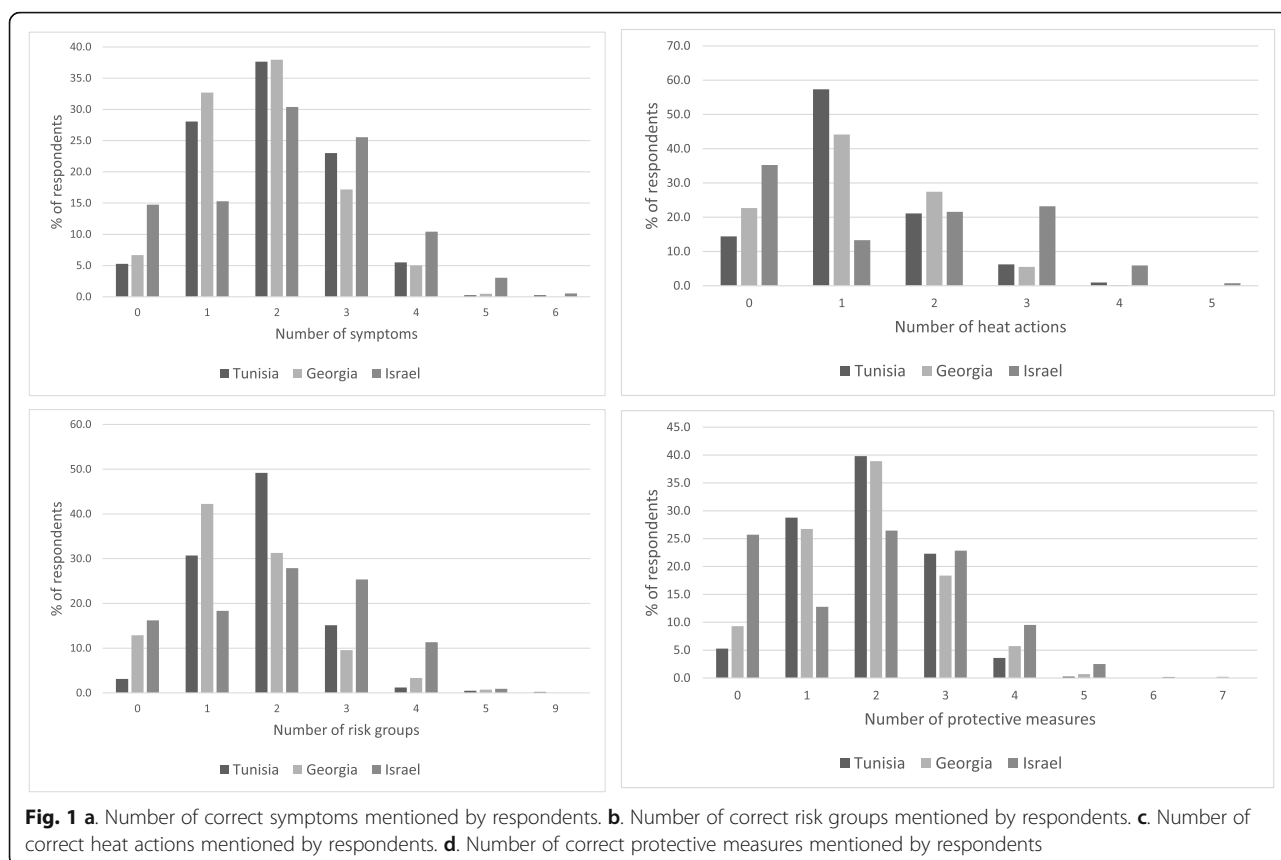 40.0
35.0
30.0
25.0
20.0
15.0
10.0
5.0
0.0
% of respondents
0 1 2 3 4 5 6
Number of symptoms
Tunisia Georgia Israel
70.0
60.0
50.0
40.0
30.0
20.0
10.0
0.0
% of respondents
0 1 2 3 4 5
Number of heat actions
Tunisia Georgia Israel
60.0
50.0
40.0
30.0
20.0
10.0
0.0
% of respondents
0 1 2 3 4 5 9
Number of risk groups
Tunisia Georgia Israel
45.0
40.0
35.0
30.0
25.0
20.0
15.0
10.0
5.0
0.0
% of respondents
0 1 2 3 4 5 6 7
Number of protective measures
Tunisia Georgia Israel
Fig. 1 a. Number of correct symptoms mentioned by respondents. b. Number of correct risk groups mentioned by respondents. c. Number of
correct heat actions mentioned by respondents. d. Number of correct protective measures mentioned by respondents